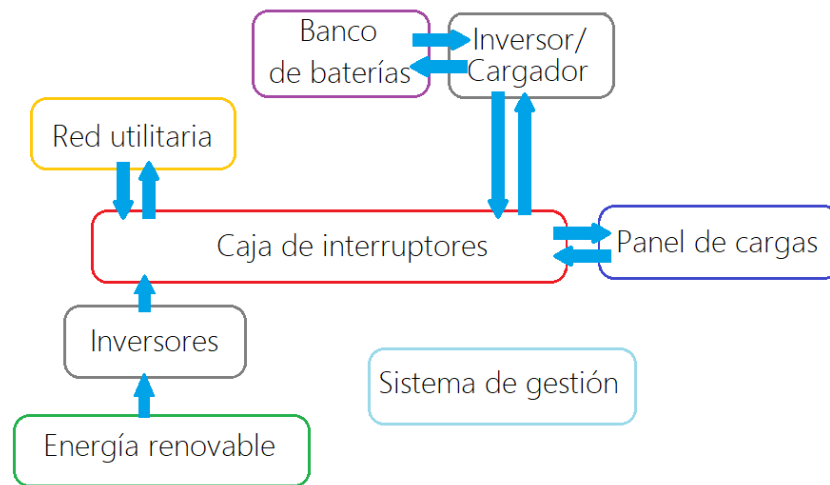 Banco
de baterías
Inversor/
Cargador
Red utilitaria
Caja de interruptores
Panel de cargas
Inversores
Sistema de gestión
Energía renovable